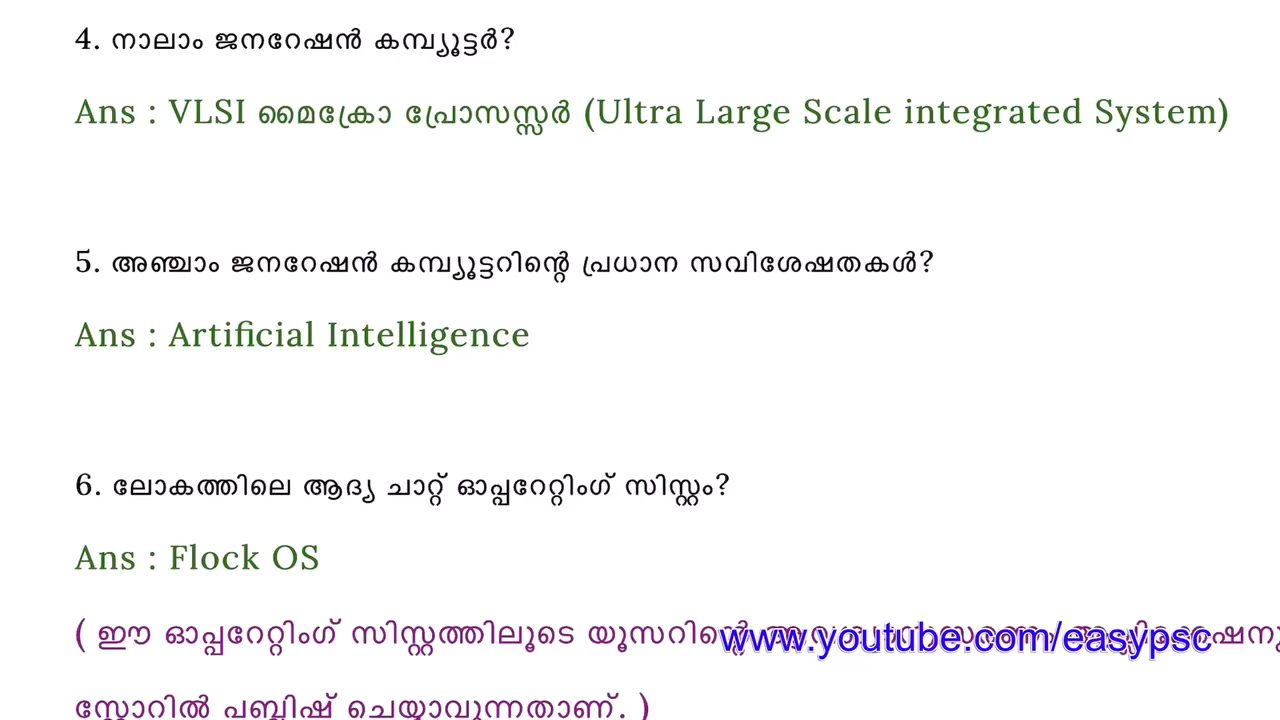 4. നാലാം ജനറേഷൻ കമ്പ്യൂട്ടർ?
Ans : VLSI മൈക്രോ പ്രോസസ്സർ (Ultra Large Scale integrated System)
5. അഞ്ചാം ജനറേഷൻ കമ്പ്യൂട്ടറിന്റെ പ്രധാന സവിശേഷതകൾ?
Ans : Artificial Intelligence
6. ലോകത്തിലെ ആദ്യ ചാറ്റ് ഓപ്പറേറ്റിംഗ് സിസ്റ്റം?
Ans : Flock OS
( ഈ ഓപ്പറേറ്റിംഗ് സിസ്റ്റത്തിലൂടെ യൂസറിന്റെ
www.youtube.com/easypsc
സ്റ്റോറിൽ പബ്ലിഷ് ചെയ്യാവുന്നതാണ്. )